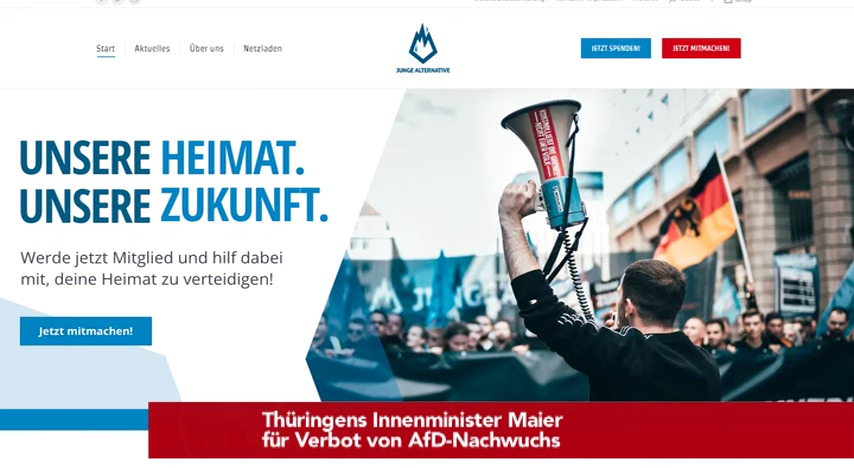 Start Aktuelles Über uns Netzladen
JUNGE ALTERNATIVE
JETZT SPENDEN! JETZT MITMACHEN!
UNSERE HEIMAT.
UNSERE ZUKUNFT.
Werde jetzt Mitglied und hilf dabei
mit, deine Heimat zu verteidigen!
Jetzt mitmachen!
Thüringens Innenminister Maier
für Verbot von AfD-Nachwuchs